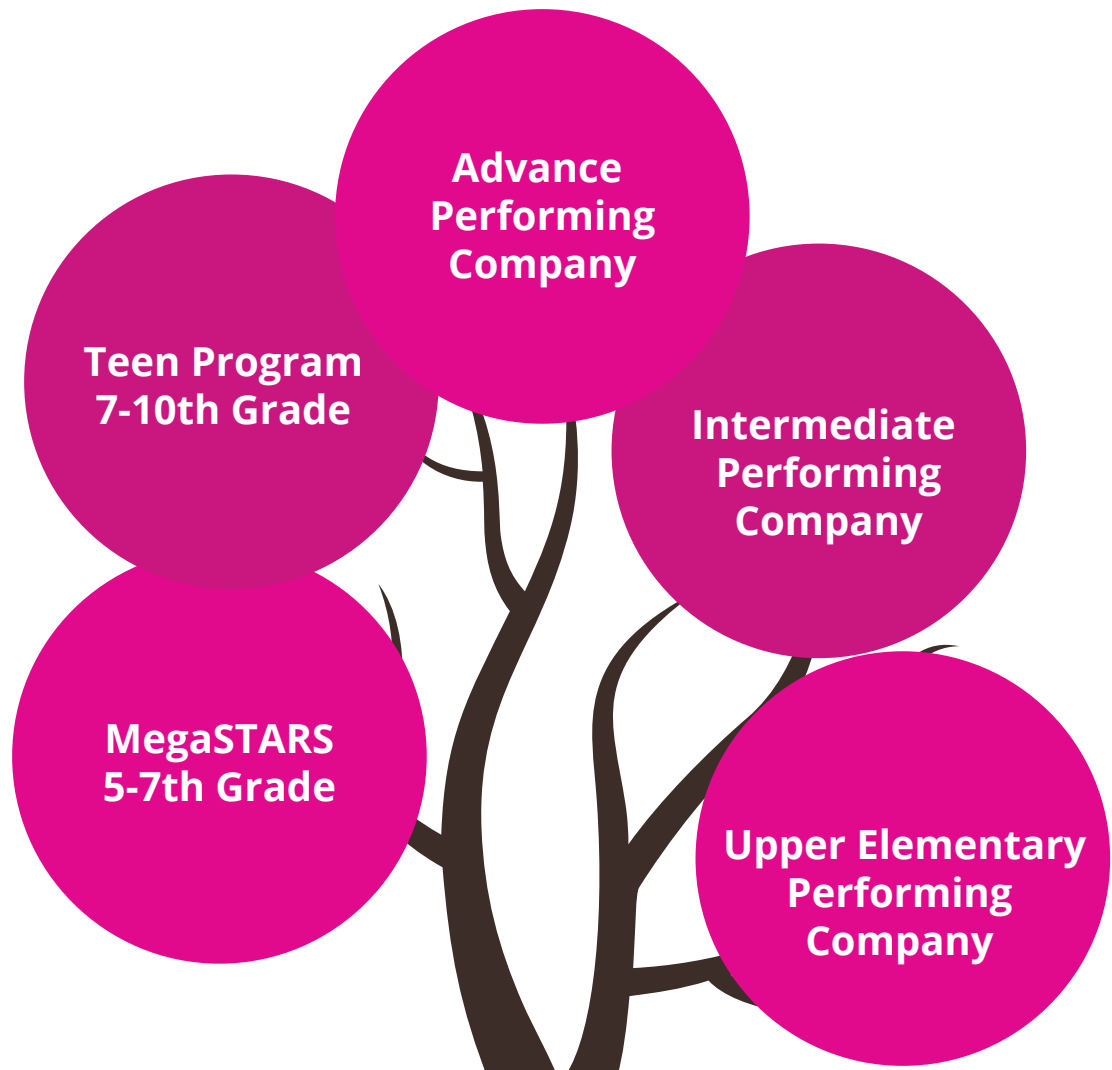 Advance
Performing
Company
Teen Program
7-10th Grade
Intermediate
Performing
Company
MegaSTARS
5-7th Grade
Upper Elementary
Performing
Company